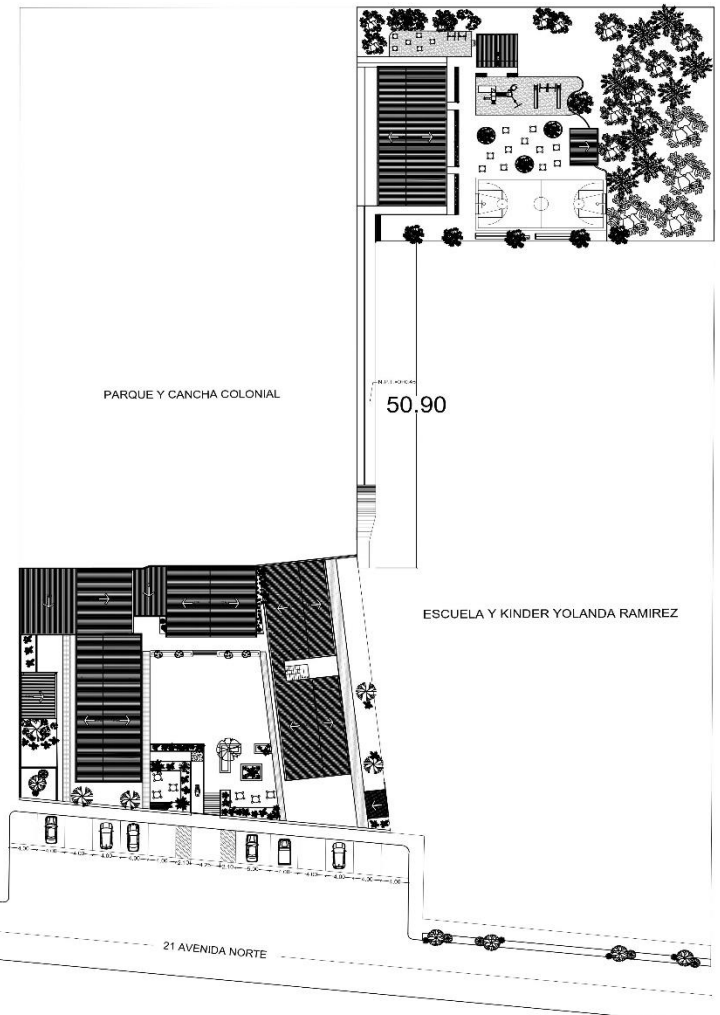 50.90
PARQUE Y CANCHA COLONIAL
ESCUELA Y KINDER YOLANDA RAMIREZ
21 AVENIDA NORTE